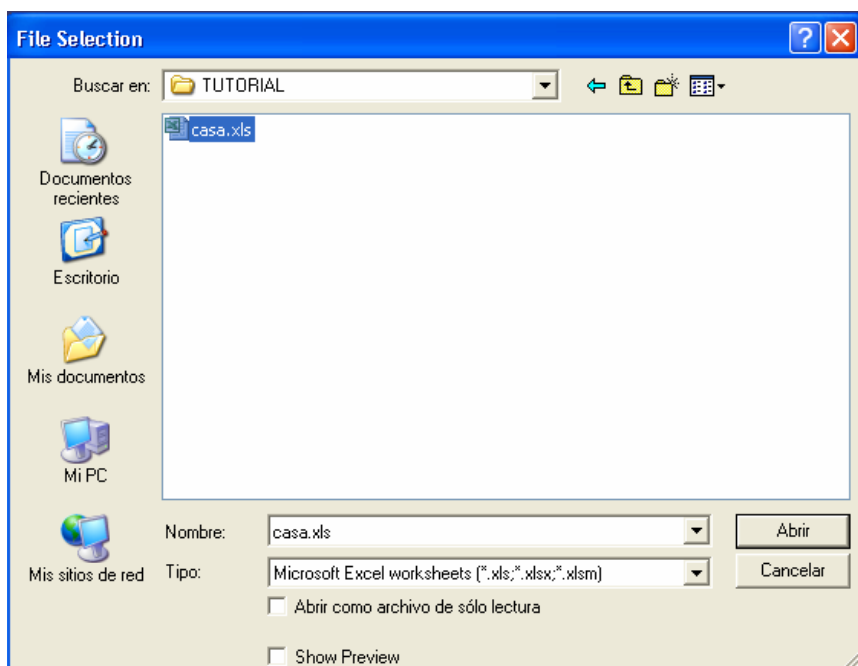 File Selection
Buscar en: TUTORIAL
casa.xls
Documentos
recientes
Escritorio
Mis documentos
Mi PC
Mis sitios de red
Nombre: casa.xls Abrir
Tipo: Microsoft Excel worksheets (*.xls;*.xlsx;*.xlsm) Cancelar
Abrir como archivo de sólo lectura
Show Preview